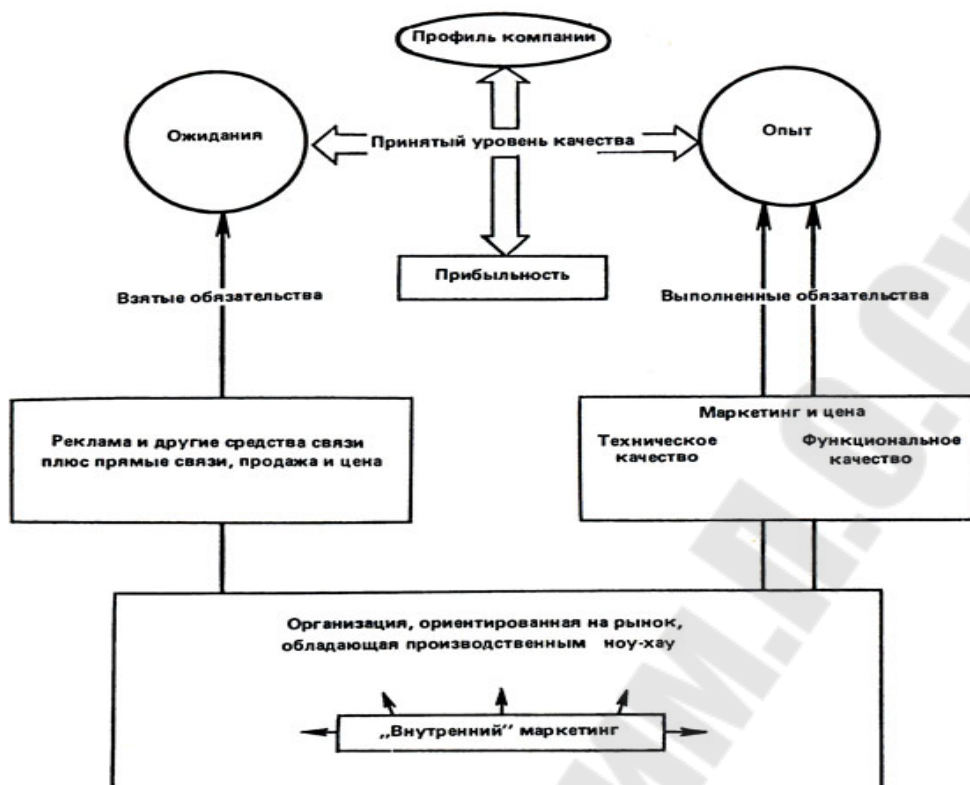 Профиль компании
Ожидания
Принятый уровень качества
Опыт
Прибыльность
Взятые обязательства
Выполненные обязательства
Реклама и другие средства связи
плюс прямые связи, продажа и цена
Маркетинг и цена
Техническое
качество
Функциональное
качество
Организация, ориентированная на рынок,
обладающая производственным ноу-хау
„Внутренний" маркетинг